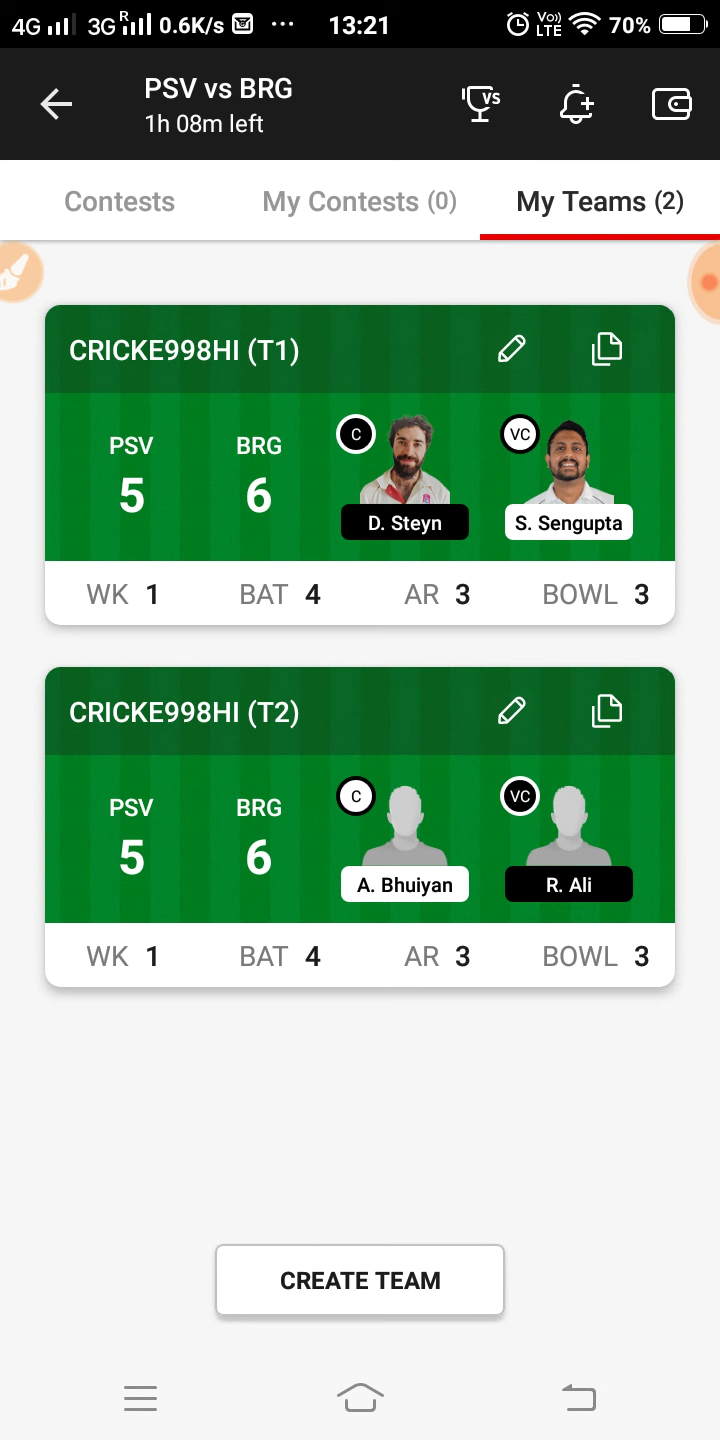 4G 3G R 0.6K/s ... 13:21 Vo)) LTE 70%
PSV vs BRG
1h 08m left
VS
Contests My Contests (0) My Teams (2)
CRICKE998HI (T1)
PSV BRG C VC
5 6
D. Steyn S. Sengupta
WK 1 BAT 4 AR 3 BOWL 3
CRICKE998HI (T2)
PSV BRG C VC
5 6
A. Bhuiyan R. Ali
WK 1 BAT 4 AR 3 BOWL 3
CREATE TEAM